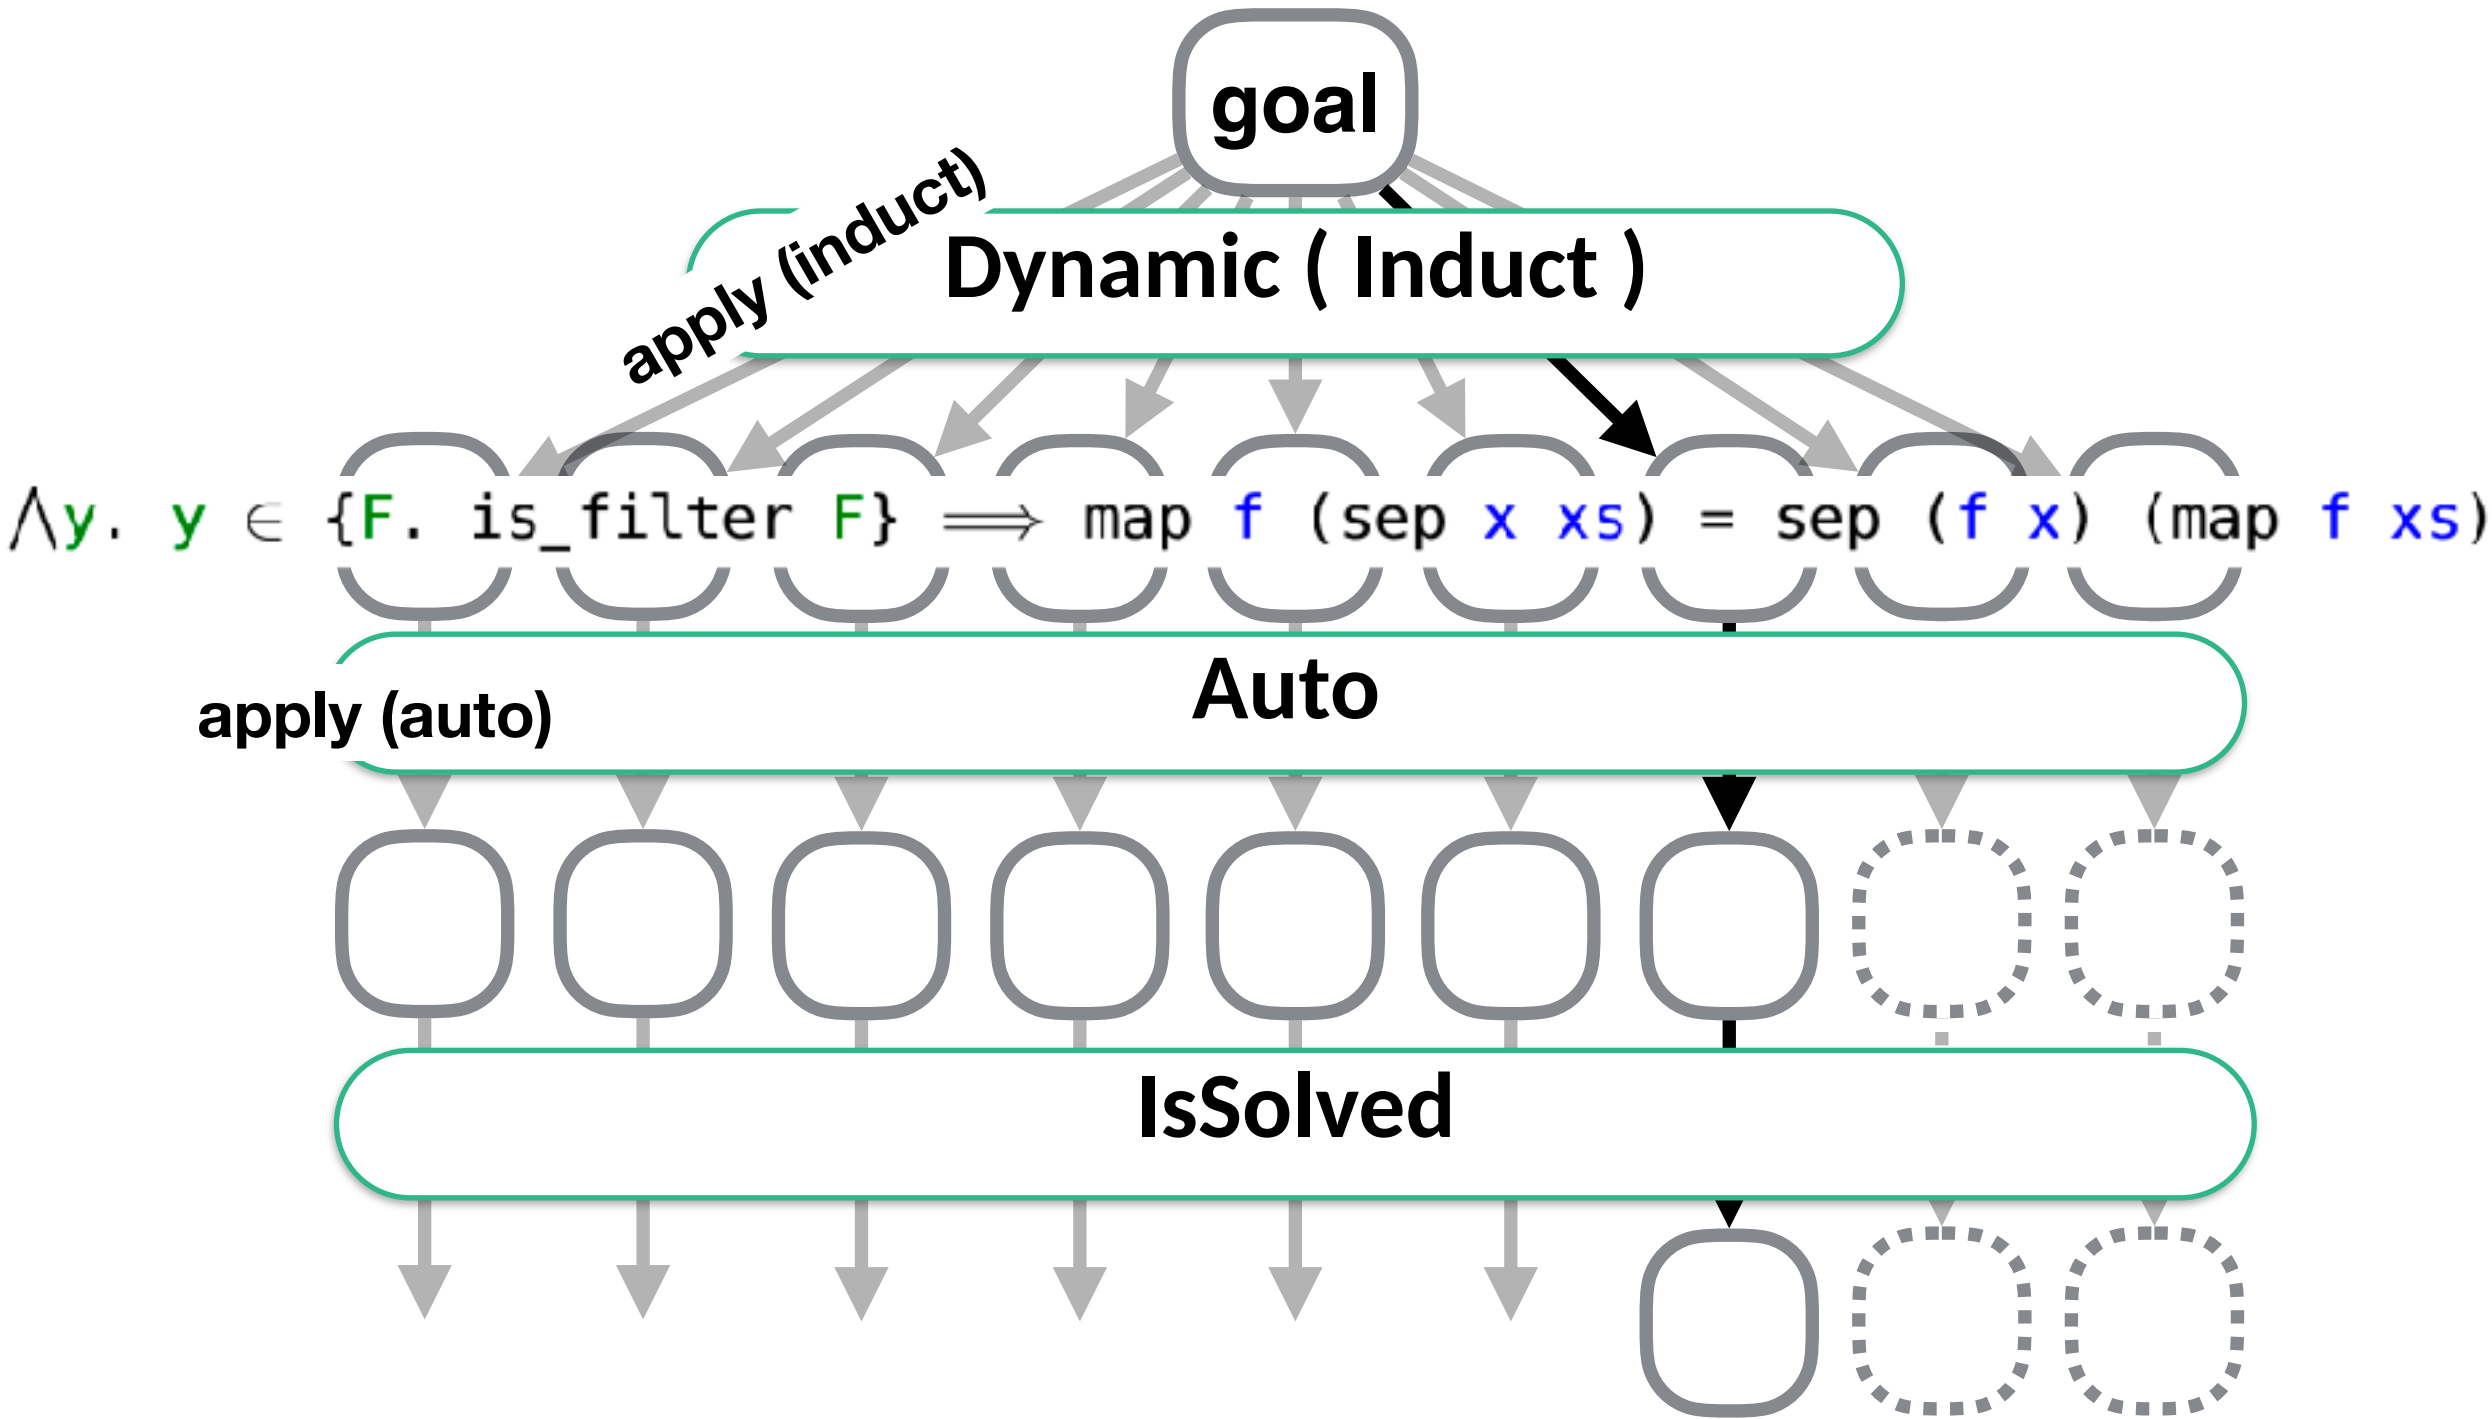 goal
apply (induct)
Dynamic ( Induct )
⋀y. y ∈ {F. is_filter F} ⟹ map f (sep x xs) = sep (f x) (map f xs)
Auto
apply (auto)
IsSolved